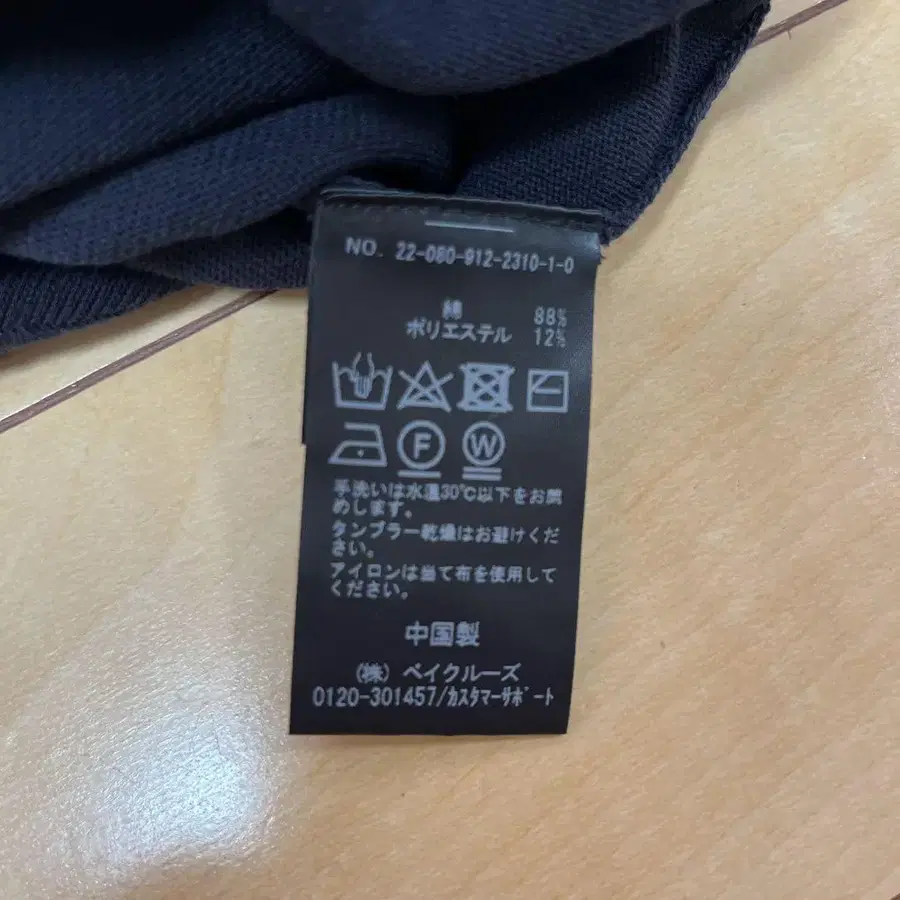 NO. 22-080-912-2310-1-0
綿 88%
ポリエステル 12%
F W
手洗いは水温30℃以下をお薦
めします。
タンブラー乾燥はお避けくだ
さい。
アイロンは当て布を使用して
ください。
中国製
(株) ベイクルーズ
0120-301457/カスタマーサポート